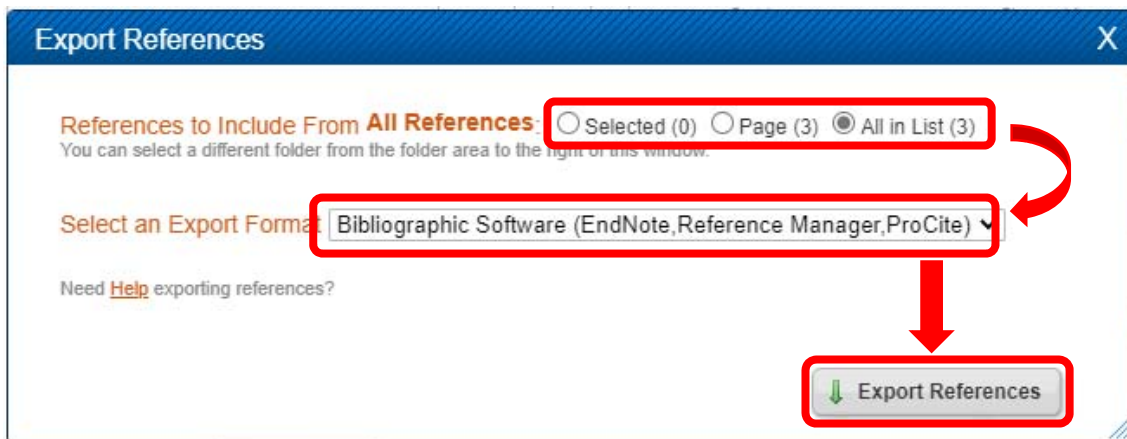 Export References X
References to Include From All References: Selected (0) Page (3) All in List (3)
You can select a different folder from the folder area to the right of this window.
Select an Export Format Bibliographic Software (EndNote,Reference Manager,ProCite)
Need Help exporting references?
Export References